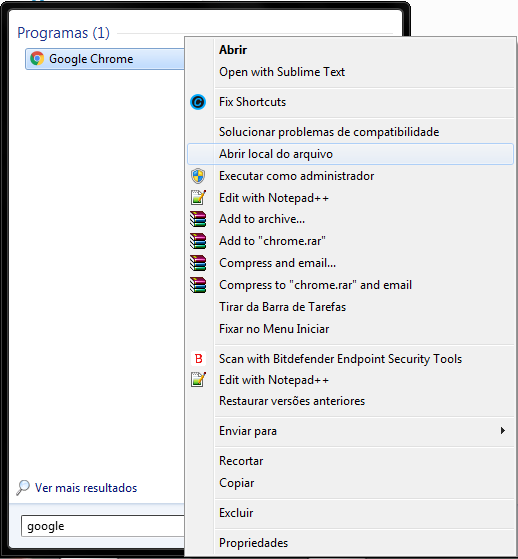 Programas (1)
Google Chrome
Abrir
Open with Sublime Text
Fix Shortcuts
Solucionar problemas de compatibilidade
Abrir local do arquivo
Executar como administrador
Edit with Notepad++
Add to archive...
Add to "chrome.rar"
Compress and email...
Compress to "chrome.rar" and email
Tirar da Barra de Tarefas
Fixar no Menu Iniciar
B Scan with Bitdefender Endpoint Security Tools
Edit with Notepad++
Restaurar versões anteriores
Enviar para
Recortar
Copiar
Excluir
Propriedades
Ver mais resultados
google